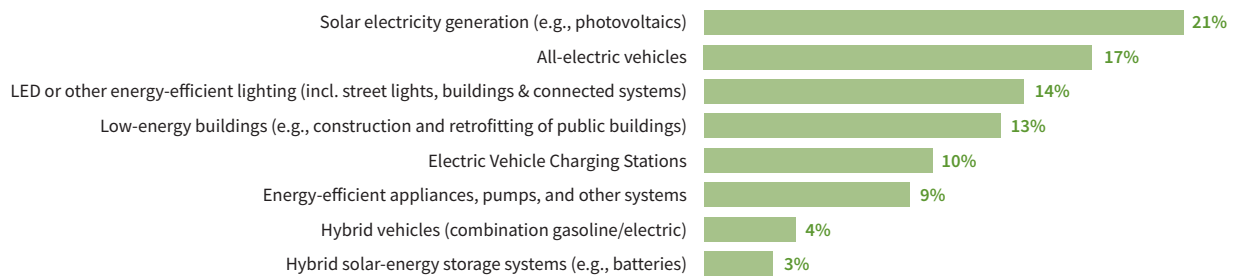 Solar electricity generation (e.g., photovoltaics) 21%
All-electric vehicles 17%
LED or other energy-efficient lighting (incl. street lights, buildings & connected systems) 14%
Low-energy buildings (e.g., construction and retrofitting of public buildings) 13%
Electric Vehicle Charging Stations 10%
Energy-efficient appliances, pumps, and other systems 9%
Hybrid vehicles (combination gasoline/electric) 4%
Hybrid solar-energy storage systems (e.g., batteries) 3%